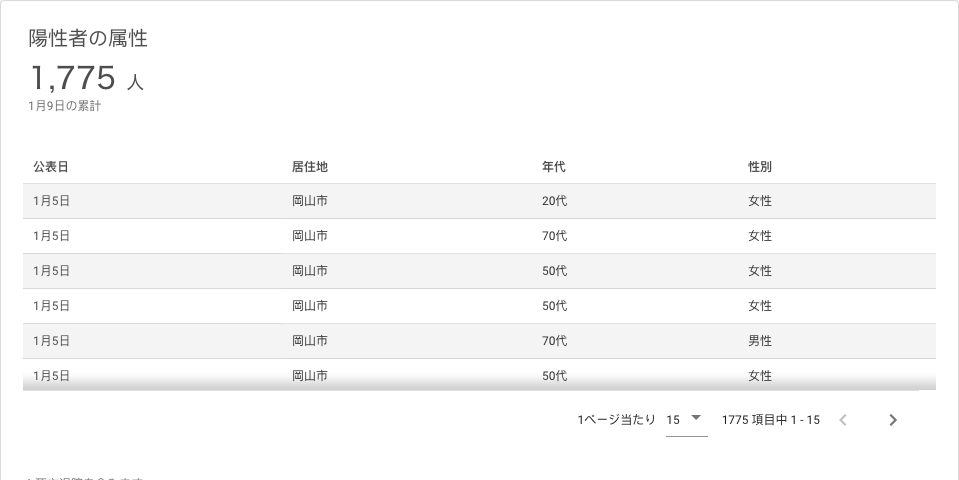 陽性者の属性
1,775 人
1月9日の累計
公表日 居住地 年代 性別
1月5日 岡山市 20代 女性
1月5日 岡山市 70代 女性
1月5日 岡山市 50代 女性
1月5日 岡山市 50代 女性
1月5日 岡山市 70代 男性
1月5日 岡山市 50代 女性
1ページ当たり 15 1775 項目中 1 - 15